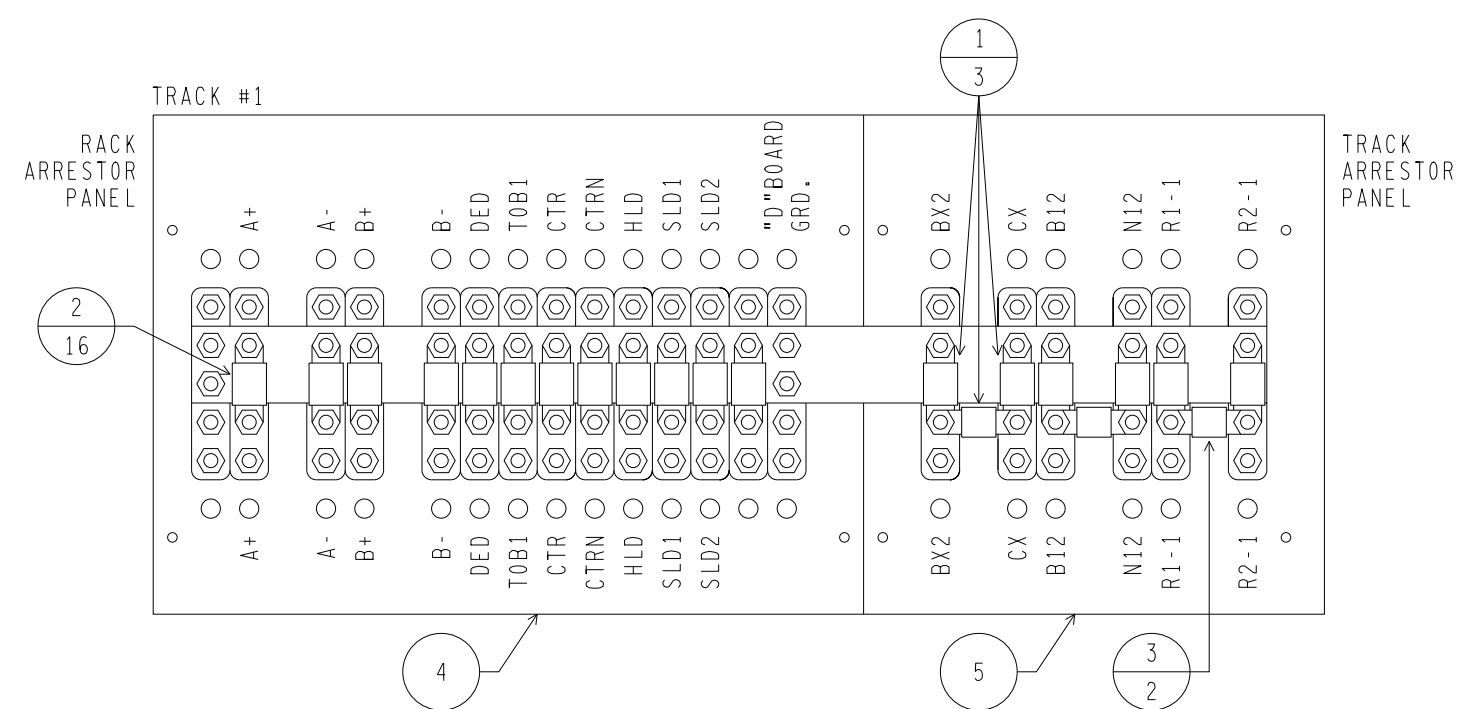 1
3
TRACK #1
RACK
ARRESTOR
PANEL
TRACK
ARRESTOR
PANEL
A+
A-
B+
B-
DED
TOB1
CTR
CTRN
HLD
SLD1
SLD2
"D"BOARD
GRD.
BX2
CX
B12
N12
R1-1
R2-1
2
16
A+
A-
B+
B-
DED
TOB1
CTR
CTRN
HLD
SLD1
SLD2
BX2
CX
B12
N12
R1-1
R2-1
4
5
3
2